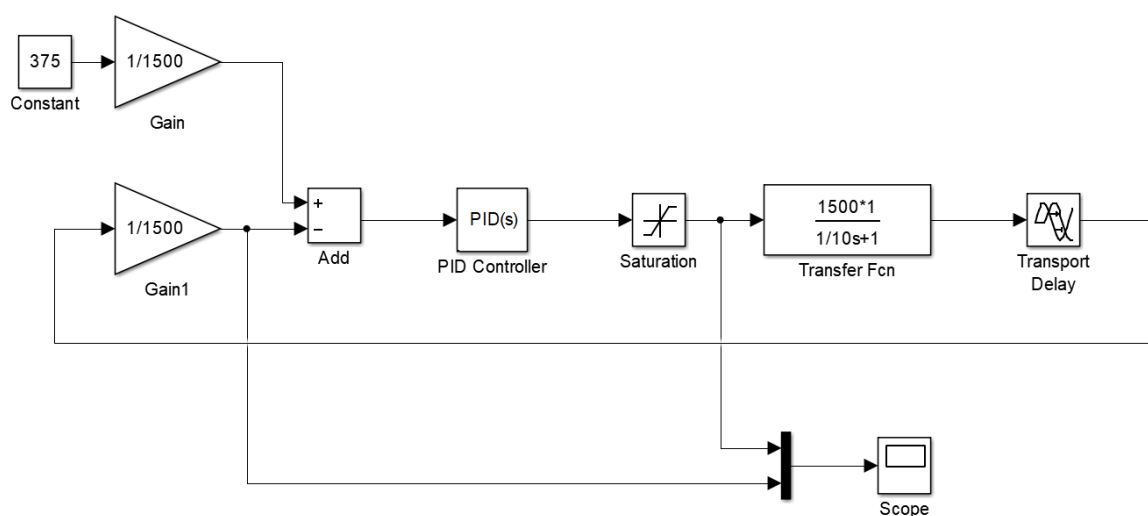 375
Constant
1/1500
Gain
1/1500
Gain1
+
−
Add
PID(s)
PID Controller
Saturation
1500*1
1/10s+1
Transfer Fcn
Transport
Delay
Scope